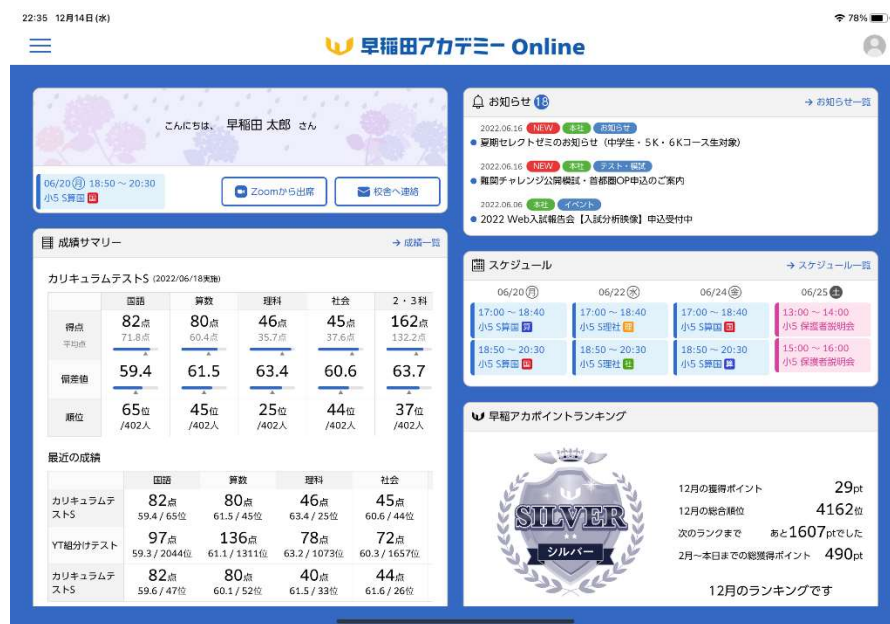 22:35 12月14日(水)
78%
早稲田アカデミー Online
こんにちは、 早稲田 太郎 さん
06/20 月 18:50 ~ 20:30
小5 S算国 国
Zoomから出席
校舎へ連絡
成績サマリー
→ 成績一覧
カリキュラムテストS (2022/06/18実施)
国語 算数 理科 社会 2・3科
得点 82点 80点 46点 45点 162点
平均点 71.8点 60.4点 35.7点 37.6点 132.2点
偏差値 59.4 61.5 63.4 60.6 63.7
順位 65位 45位 25位 44位 37位
/402人 /402人 /402人 /402人 /402人
最近の成績
国語 算数 理科 社会
カリキュラムテ 82点 80点 46点 45点
ストS 59.4 / 65位 61.5 / 45位 63.4 / 25位 60.6 / 44位
YT組分けテスト 97点 136点 78点 72点
59.3 / 2044位 61.1 / 1311位 63.2 / 1073位 60.3 / 1657位
カリキュラムテ 82点 80点 40点 44点
ストS 59.6 / 47位 60.1 / 52位 61.5 / 33位 61.6 / 26位
お知らせ 18
→ お知らせ一覧
2022.06.16 NEW 本社 お知らせ
夏期セレクトゼミのお知らせ（中学生・5K・6Kコース生対象）
2022.06.16 NEW 本社 テスト・模試
難関チャレンジ公開模試・首都圏OP申込のご案内
2022.06.06 本社 イベント
2022 Web入試報告会【入試分析映像】申込受付中
スケジュール
→ スケジュール一覧
06/20 月 06/22 水 06/24 金 06/25 土
17:00 ~ 18:40 17:00 ~ 18:40 17:00 ~ 18:40 13:00 ~ 14:00
小5 S算国 算 小5 S理社 理 小5 S算国 国 小5 保護者説明会
18:50 ~ 20:30 18:50 ~ 20:30 18:50 ~ 20:30 15:00 ~ 16:00
小5 S算国 国 小5 S理社 社 小5 S算国 算 小5 保護者説明会
早稲アカポイントランキング
SILVER
シルバー
12月の獲得ポイント 29pt
12月の総合順位 4162位
次のランクまで あと1607ptでした
2月~本日までの総獲得ポイント 490pt
12月のランキングです